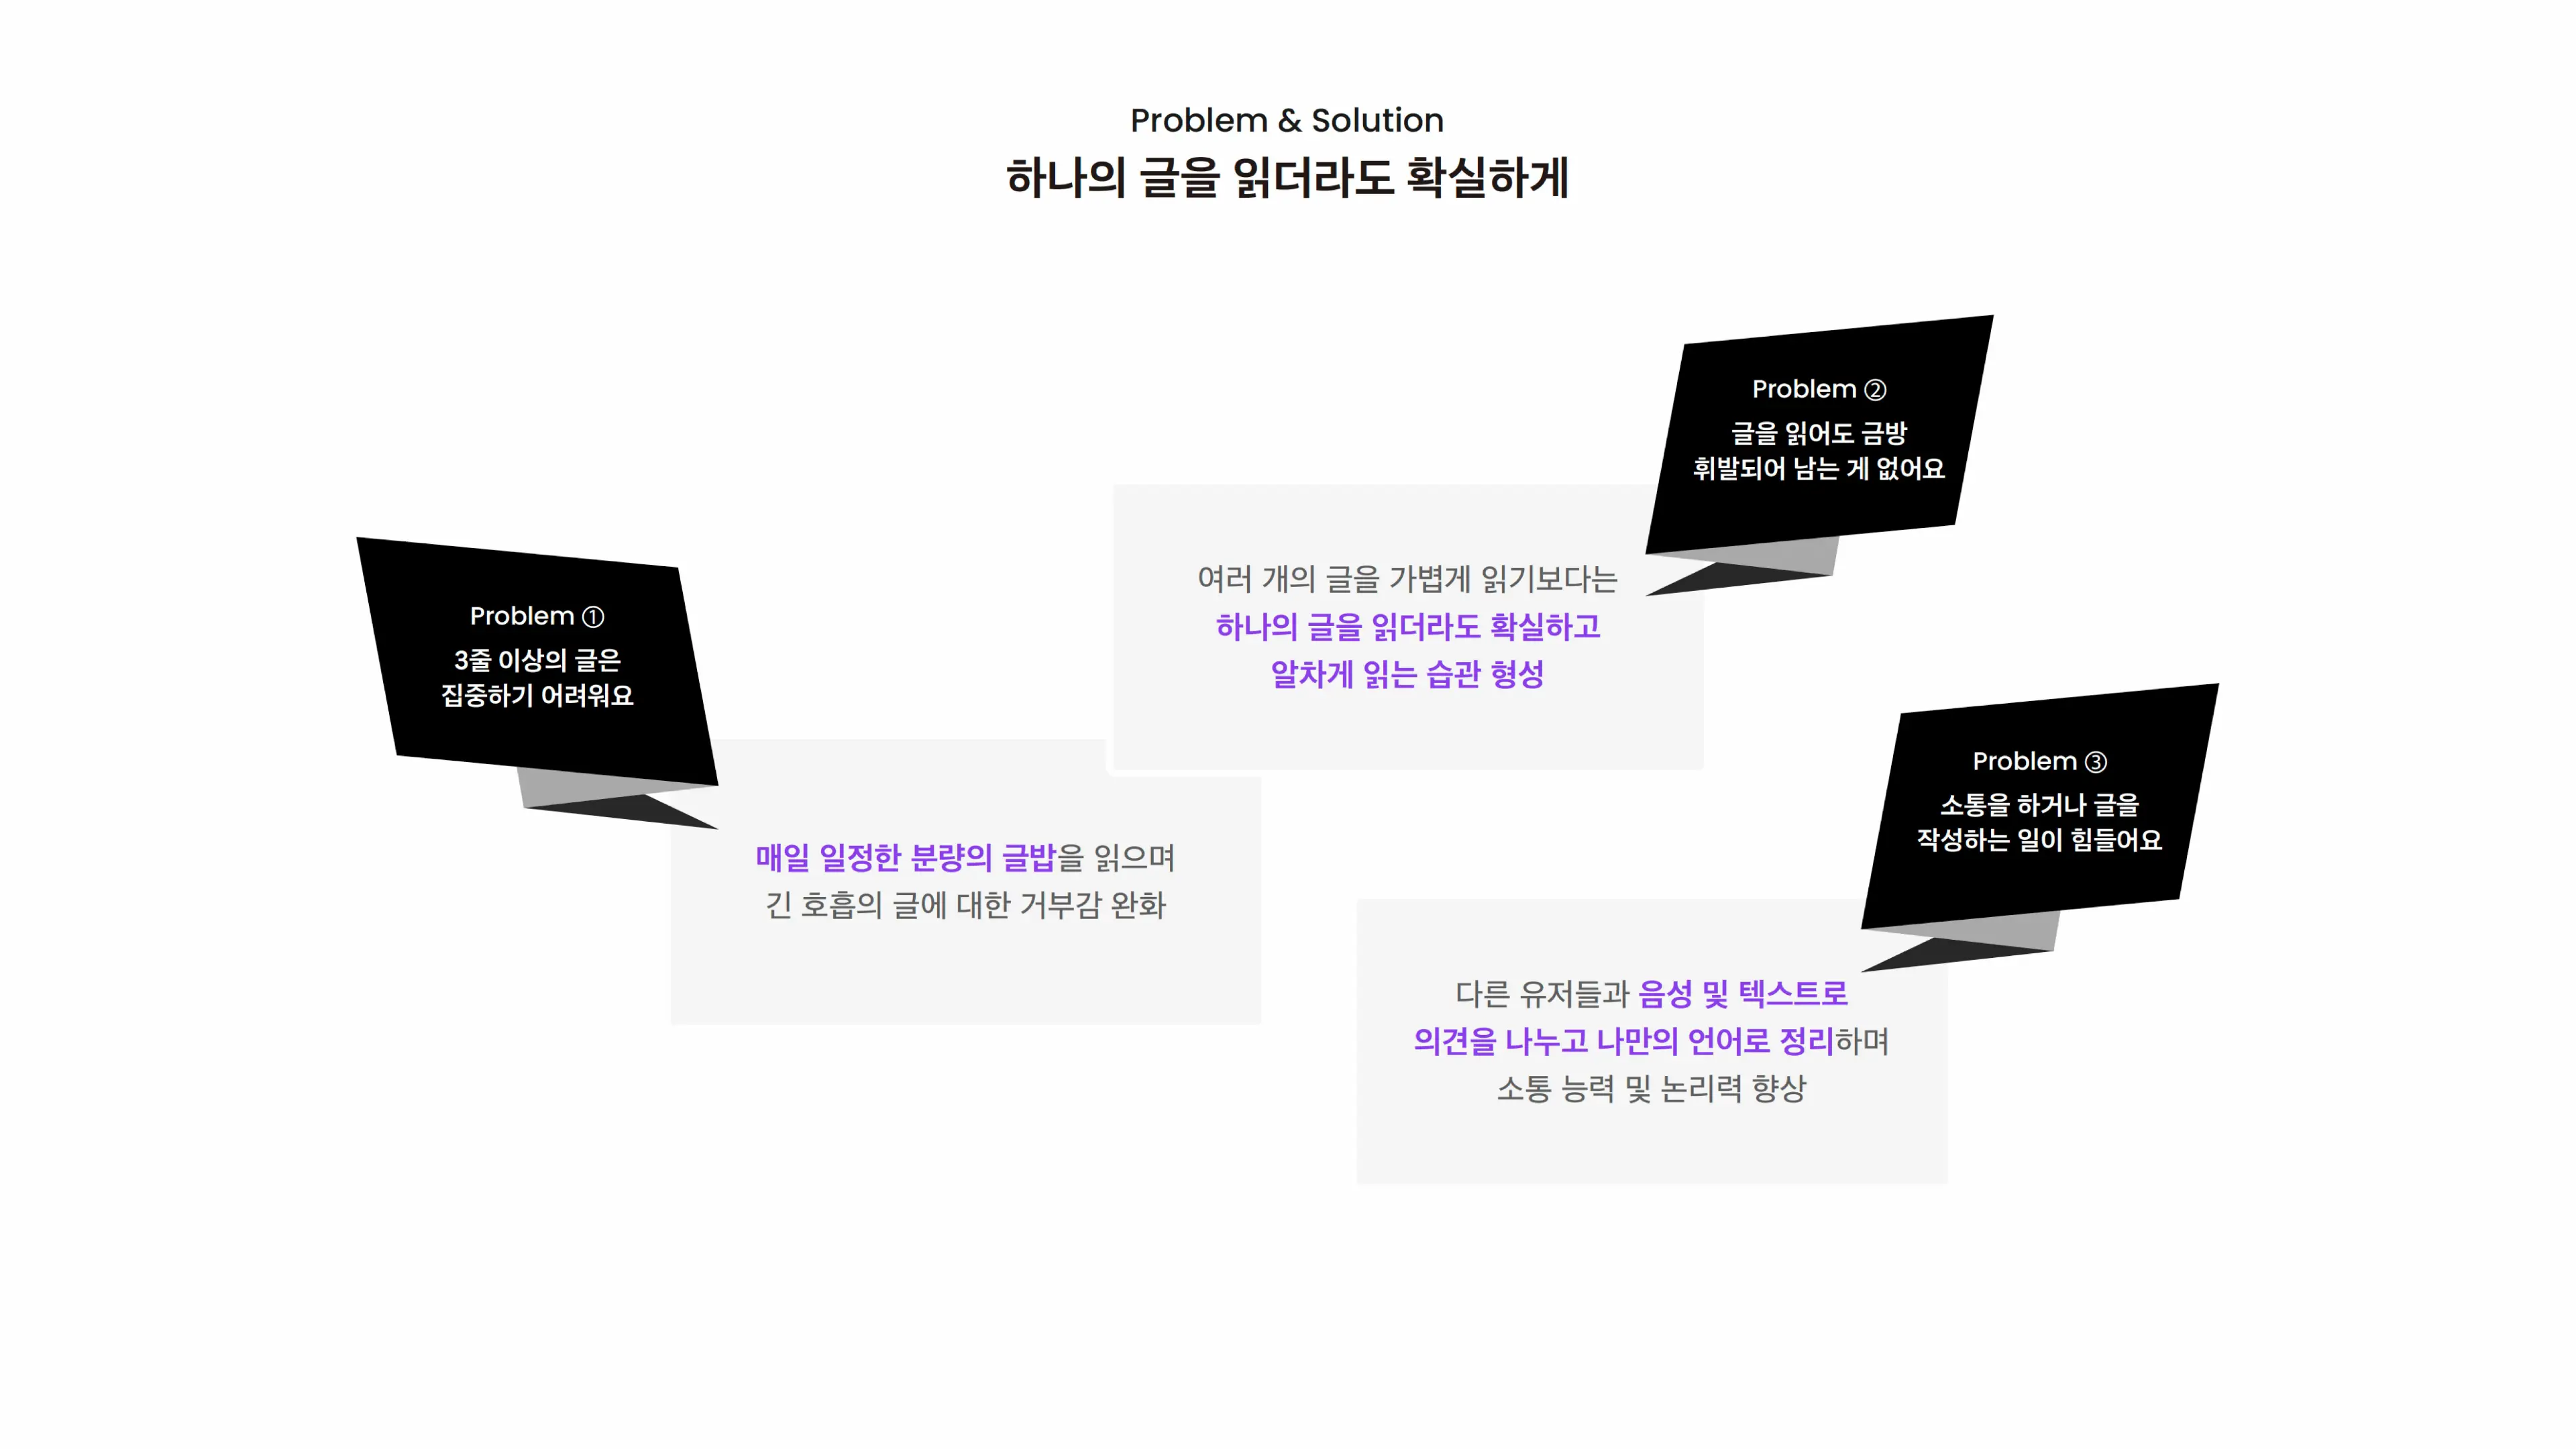 Problem & Solution
하나의 글을 읽더라도 확실하게
Problem ①
3줄 이상의 글은
집중하기 어려워요
매일 일정한 분량의 글밥을 읽으며
긴 호흡의 글에 대한 거부감 완화
Problem ②
글을 읽어도 금방
휘발되어 남는 게 없어요
여러 개의 글을 가볍게 읽기보다는
하나의 글을 읽더라도 확실하고
알차게 읽는 습관 형성
Problem ③
소통을 하거나 글을
작성하는 일이 힘들어요
다른 유저들과 음성 및 텍스트로
의견을 나누고 나만의 언어로 정리하며
소통 능력 및 논리력 향상